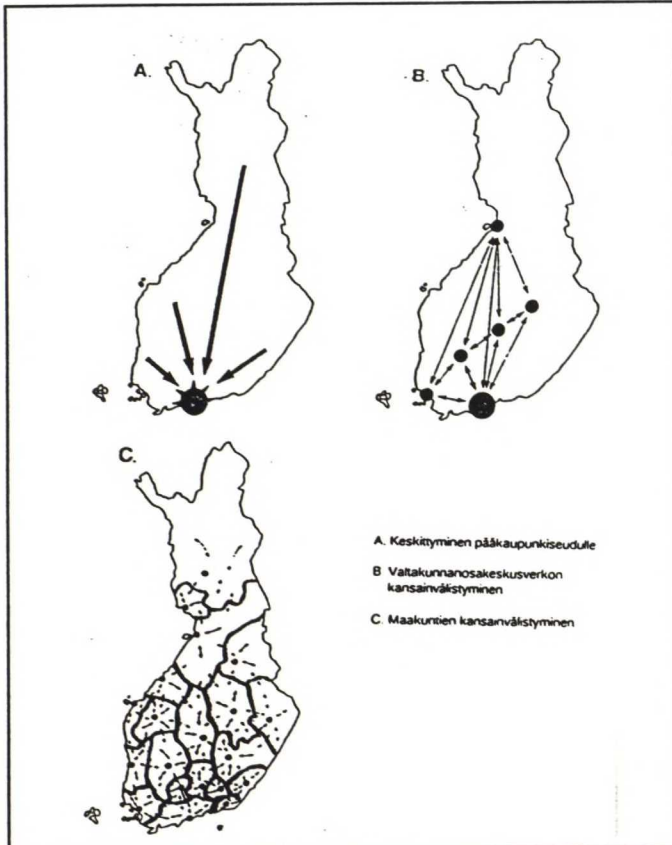 A.
B.
C.
A. Keskittyminen pääkaupunkiseudulle
B Valtakunnanosakeskusverkon
kansainvälistyminen
C. Maakuntien kansainvälistyminen